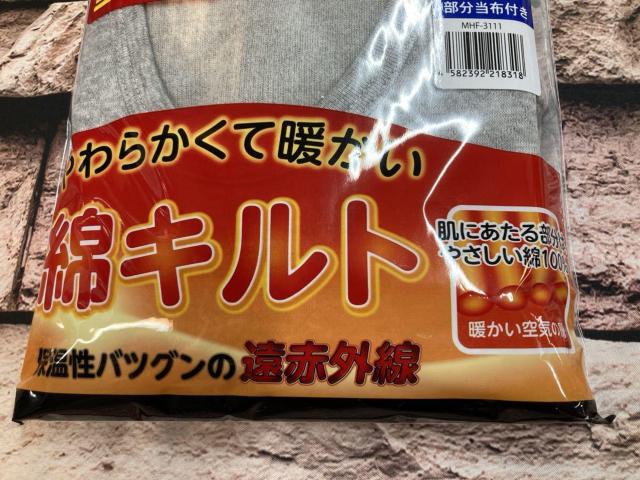 部分当布付き
MHF-3111
4 582392 218318
やわらかくて暖かい
綿キルト
肌にあたる部分は
やさしい綿100%
暖かい空気の層
保温性バツグンの遠赤外線